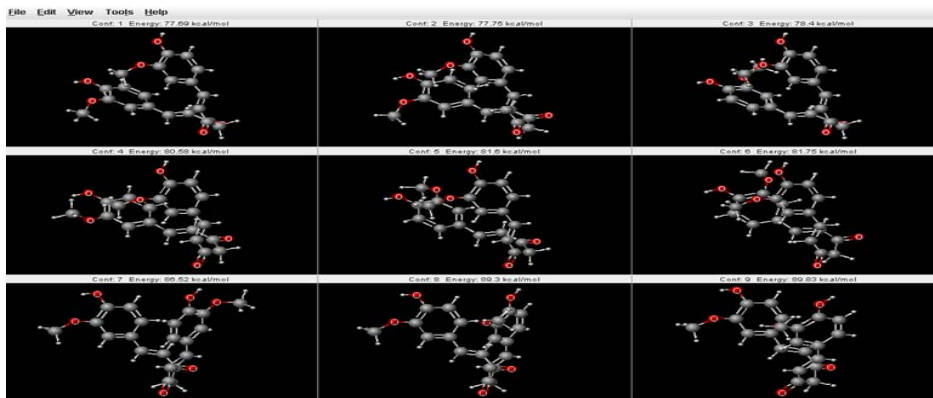 File Edit View Tools Help
Conf: 1 Energy: 77.69 kcal/mol
Conf: 2 Energy: 77.75 kcal/mol
Conf: 3 Energy: 78.4 kcal/mol
Conf: 4 Energy: 80.58 kcal/mol
Conf: 5 Energy: 81.6 kcal/mol
Conf: 6 Energy: 81.75 kcal/mol
Conf: 7 Energy: 86.52 kcal/mol
Conf: 8 Energy: 89.3 kcal/mol
Conf: 9 Energy: 89.83 kcal/mol